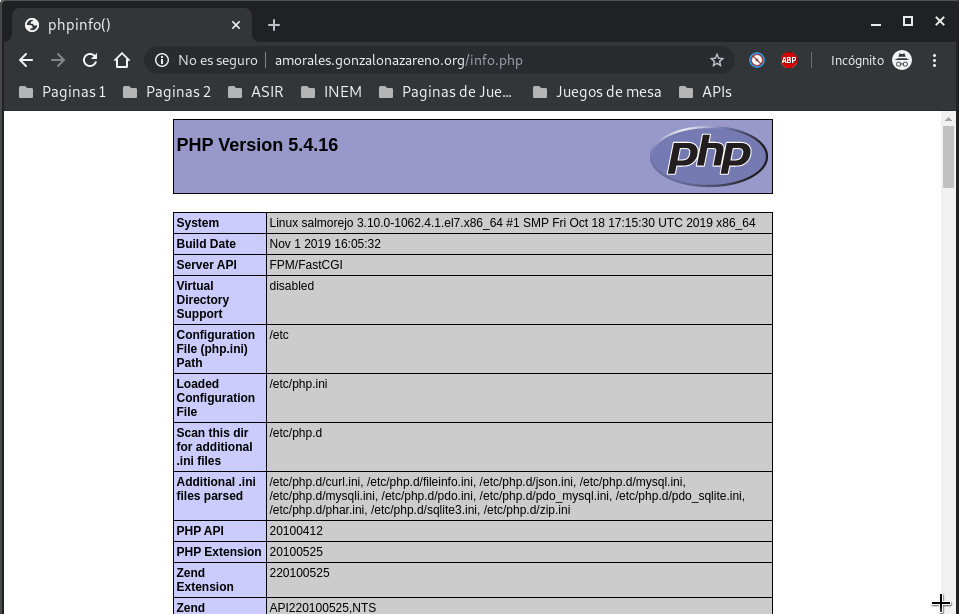 phpinfo()
No es seguro amorales.gonzalonazareno.org/info.php ABP Incógnito
Paginas 1 Paginas 2 ASIR INEM Paginas de Jue... Juegos de mesa APIs
PHP Version 5.4.16 php
System Linux salmorejo 3.10.0-1062.4.1.el7.x86_64 #1 SMP Fri Oct 18 17:15:30 UTC 2019 x86_64
Build Date Nov 1 2019 16:05:32
Server API FPM/FastCGI
Virtual disabled
Directory
Support
Configuration /etc
File (php.ini)
Path
Loaded /etc/php.ini
Configuration
File
Scan this dir /etc/php.d
for additional
.ini files
Additional .ini /etc/php.d/curl.ini, /etc/php.d/fileinfo.ini, /etc/php.d/json.ini, /etc/php.d/mysql.ini,
files parsed /etc/php.d/mysqli.ini, /etc/php.d/pdo.ini, /etc/php.d/pdo_mysql.ini, /etc/php.d/pdo_sqlite.ini,
/etc/php.d/phar.ini, /etc/php.d/sqlite3.ini, /etc/php.d/zip.ini
PHP API 20100412
PHP Extension 20100525
Zend 220100525
Extension
Zend API220100525,NTS